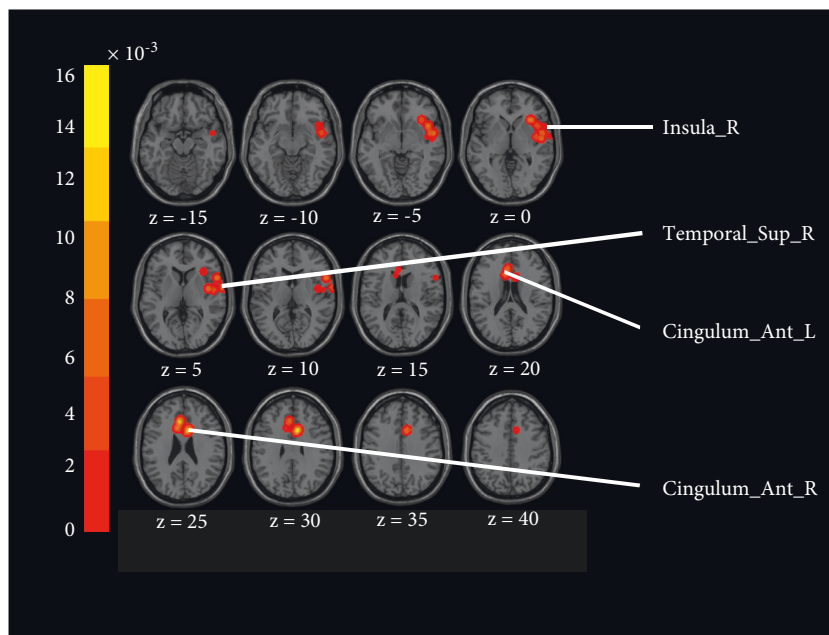 × 10-3
16
14
12
10
8
6
4
2
0
z = -15
z = -10
z = -5
z = 0
Insula_R
Temporal_Sup_R
z = 5
z = 10
z = 15
z = 20
Cingulum_Ant_L
z = 25
z = 30
z = 35
z = 40
Cingulum_Ant_R